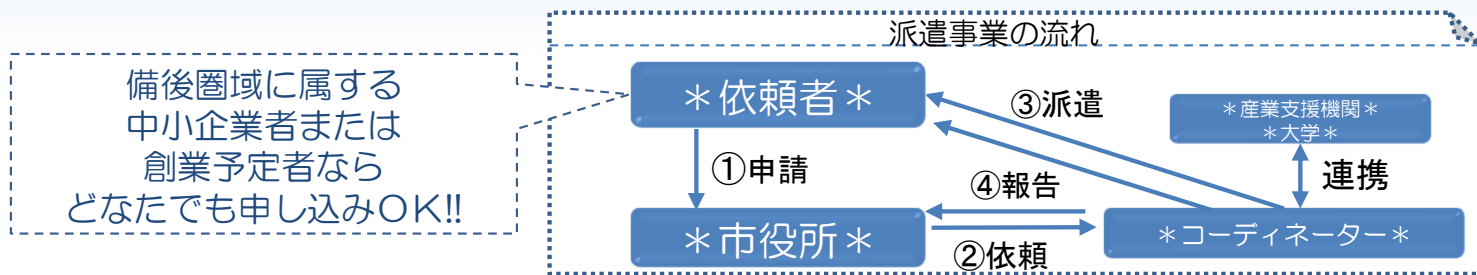 派遣事業の流れ
備後圏域に属する
中小企業者または
創業予定者なら
どなたでも申し込みＯＫ!!
＊依頼者＊
③派遣
＊産業支援機関＊
＊大学＊
①申請
④報告
連携
＊市役所＊
②依頼
＊コーディネーター＊